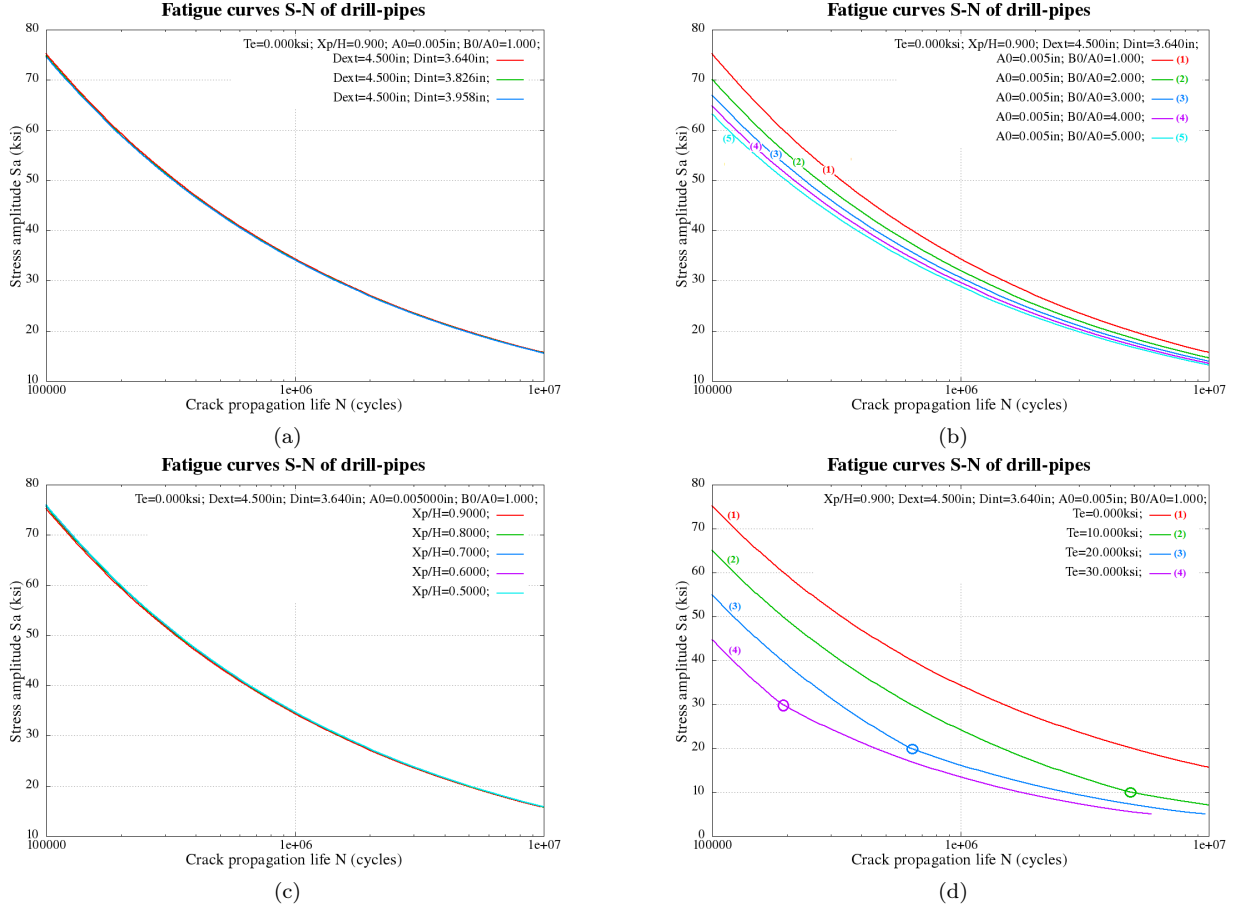 Fatigue curves S-N of drill-pipes
Te=0.000ksi; Xp/H=0.900; A0=0.005in; B0/A0=1.000;
Dext=4.500in; Dint=3.640in;
Dext=4.500in; Dint=3.826in;
Dext=4.500in; Dint=3.958in;
Stress amplitude Sa (ksi)
80
70
60
50
40
30
20
10
100000
1e+06
1e+07
Crack propagation life N (cycles)
(a)
Fatigue curves S-N of drill-pipes
Te=0.000ksi; Xp/H=0.900; Dext=4.500in; Dint=3.640in;
A0=0.005in; B0/A0=1.000; (1)
A0=0.005in; B0/A0=2.000; (2)
A0=0.005in; B0/A0=3.000; (3)
A0=0.005in; B0/A0=4.000; (4)
A0=0.005in; B0/A0=5.000; (5)
(5)
(4)
(3)
(2)
(1)
Stress amplitude Sa (ksi)
80
70
60
50
40
30
20
10
100000
1e+06
1e+07
Crack propagation life N (cycles)
(b)
Fatigue curves S-N of drill-pipes
Te=0.000ksi; Dext=4.500in; Dint=3.640in; A0=0.005000in; B0/A0=1.000;
Xp/H=0.9000;
Xp/H=0.8000;
Xp/H=0.7000;
Xp/H=0.6000;
Xp/H=0.5000;
Stress amplitude Sa (ksi)
80
70
60
50
40
30
20
10
100000
1e+06
1e+07
Crack propagation life N (cycles)
(c)
Fatigue curves S-N of drill-pipes
Xp/H=0.900; Dext=4.500in; Dint=3.640in; A0=0.005in; B0/A0=1.000;
Te=0.000ksi; (1)
Te=10.000ksi; (2)
Te=20.000ksi; (3)
Te=30.000ksi; (4)
(1)
(2)
(3)
(4)
Stress amplitude Sa (ksi)
80
70
60
50
40
30
20
10
0
100000
1e+06
1e+07
Crack propagation life N (cycles)
(d)